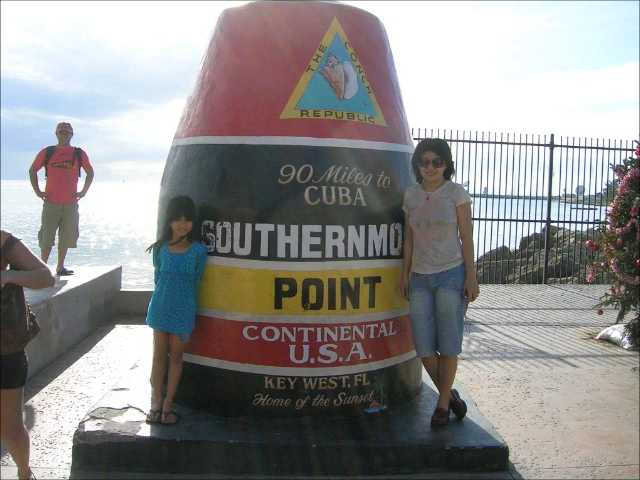 THE CONCH
REPUBLIC
90 Miles to
CUBA
SOUTHERNMO
POINT
CONTINENTAL
U.S.A.
KEY WEST, FL
Home of the Sunset